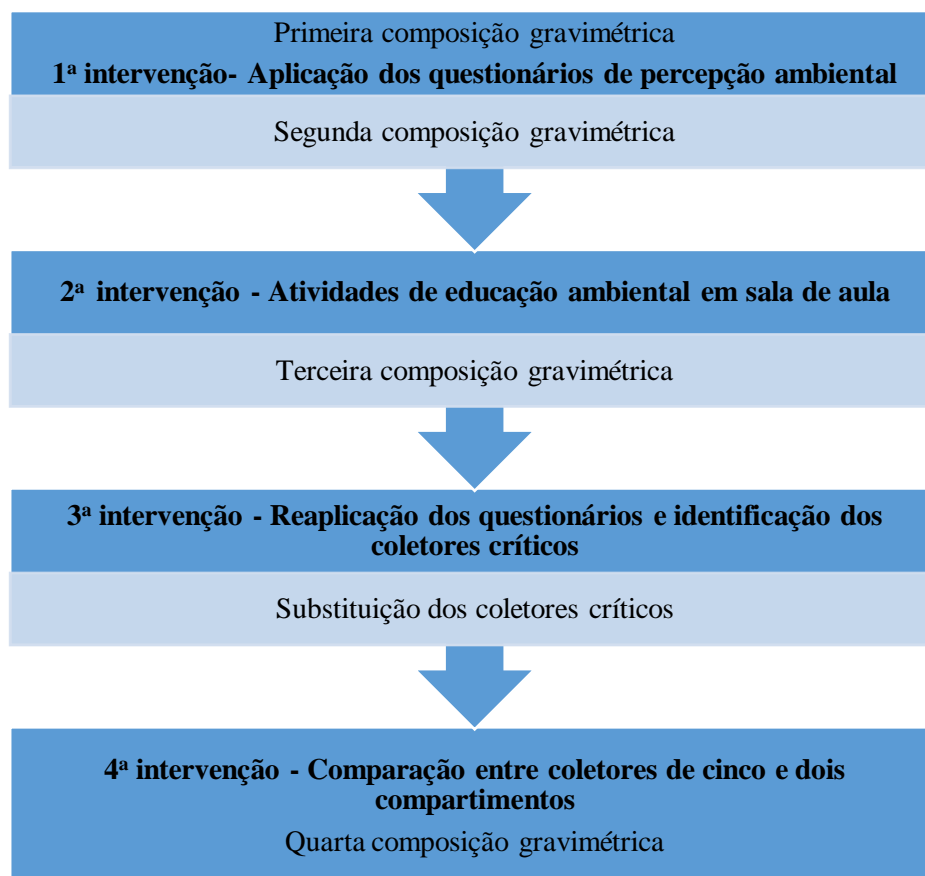 Primeira composição gravimétrica
1ª intervenção- Aplicação dos questionários de percepção ambiental
Segunda composição gravimétrica
2ª intervenção - Atividades de educação ambiental em sala de aula
Terceira composição gravimétrica
3ª intervenção - Reaplicação dos questionários e identificação dos
coletores críticos
Substituição dos coletores críticos
4ª intervenção - Comparação entre coletores de cinco e dois
compartimentos
Quarta composição gravimétrica